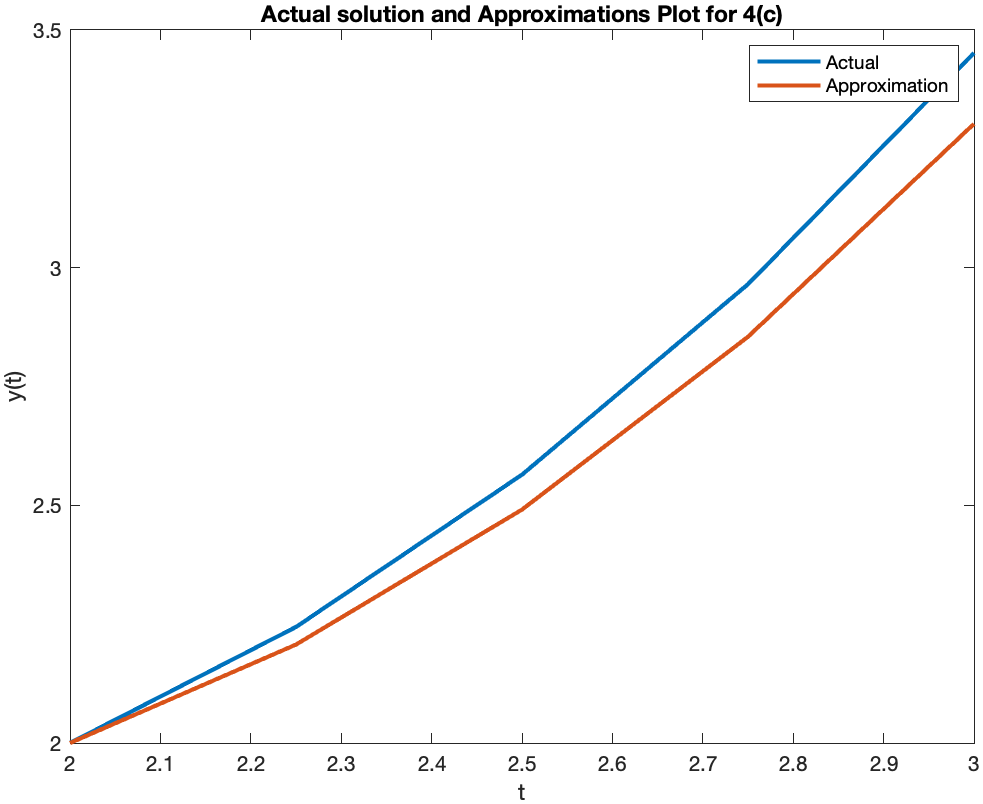 Actual solution and Approximations Plot for 4(c)
Actual
Approximation
3.5
3
2.5
2
y(t)
2 2.1 2.2 2.3 2.4 2.5 2.6 2.7 2.8 2.9 3
t